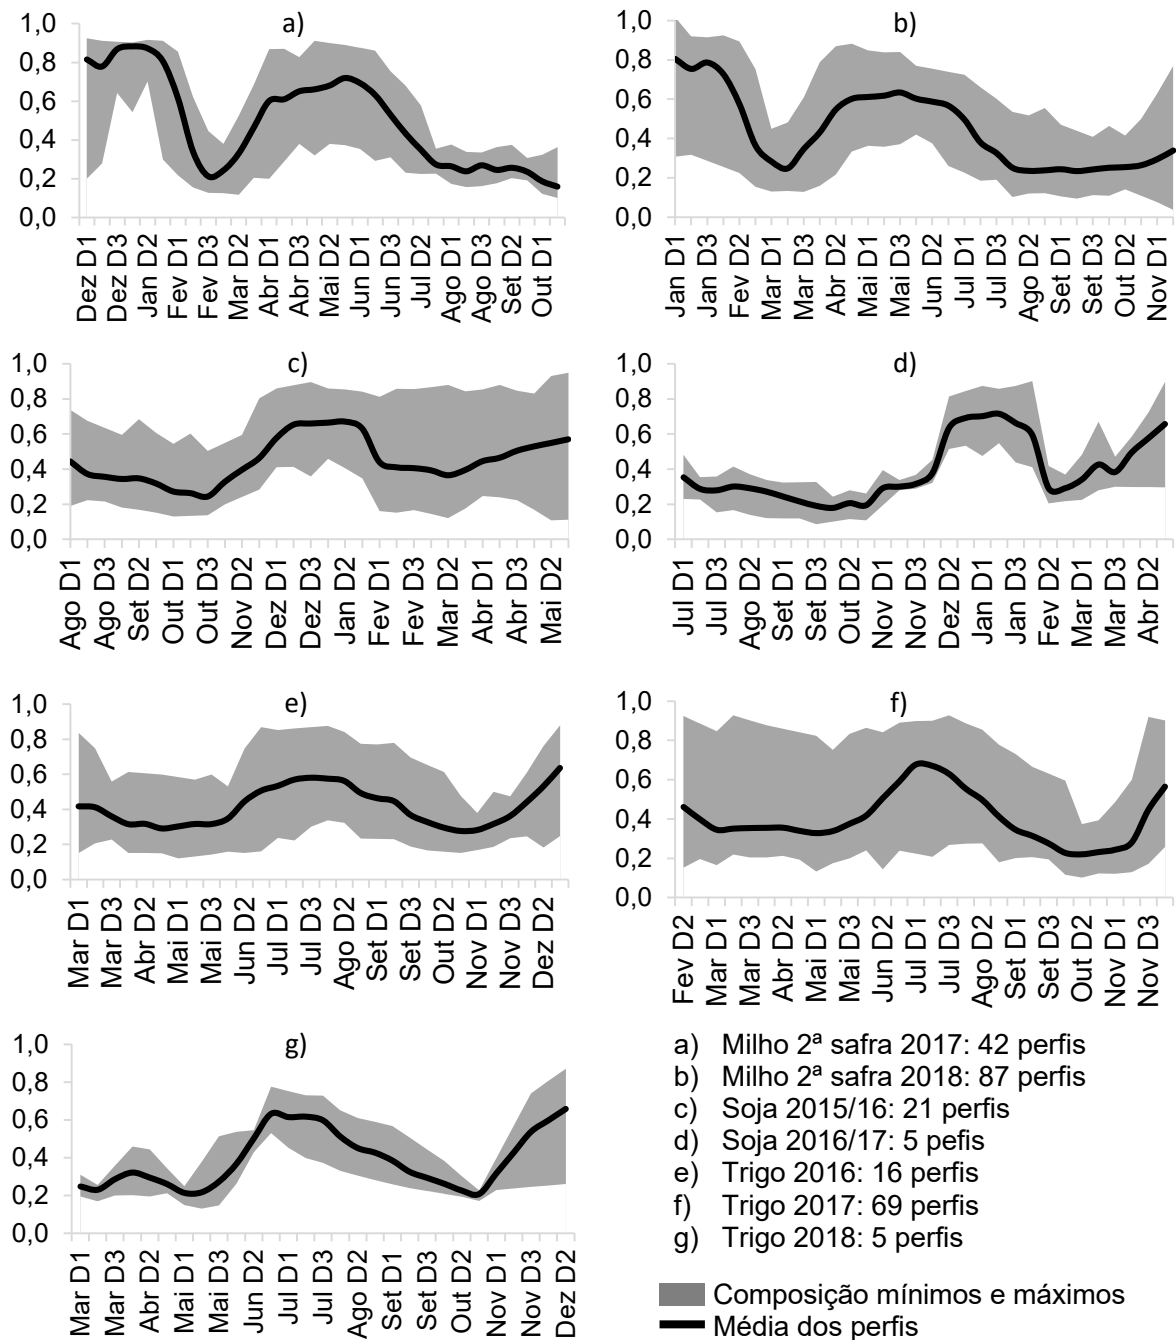 a)
1,0
0,8
0,6
0,4
0,2
0,0
Dez D1
Dez D3
Jan D2
Fev D1
Fev D3
Mar D2
Abr D1
Abr D3
Mai D2
Jun D1
Jun D3
Jul D2
Ago D1
Ago D3
Set D2
Out D1
b)
1,0
0,8
0,6
0,4
0,2
0,0
Jan D1
Jan D3
Fev D2
Mar D1
Mar D3
Abr D2
Mai D1
Mai D3
Jun D2
Jul D1
Jul D3
Ago D2
Set D1
Set D3
Out D2
Nov D1
c)
1,0
0,8
0,6
0,4
0,2
0,0
Ago D1
Ago D3
Set D2
Out D1
Out D3
Nov D2
Dez D1
Dez D3
Jan D2
Fev D1
Fev D3
Mar D2
Abr D1
Abr D3
Mai D2
d)
1,0
0,8
0,6
0,4
0,2
0,0
Jul D1
Jul D3
Ago D2
Set D1
Set D3
Out D2
Nov D1
Nov D3
Dez D2
Jan D1
Jan D3
Fev D2
Mar D1
Mar D3
Abr D2
e)
1,0
0,8
0,6
0,4
0,2
0,0
Mar D1
Mar D3
Abr D2
Mai D1
Mai D3
Jun D2
Jul D1
Jul D3
Ago D2
Set D1
Set D3
Out D2
Nov D1
Nov D3
Dez D2
f)
1,0
0,8
0,6
0,4
0,2
0,0
Fev D2
Mar D1
Mar D3
Abr D2
Mai D1
Mai D3
Jun D2
Jul D1
Jul D3
Ago D2
Set D1
Set D3
Out D2
Nov D1
Nov D3
g)
1,0
0,8
0,6
0,4
0,2
0,0
Mar D1
Mar D3
Abr D2
Mai D1
Mai D3
Jun D2
Jul D1
Jul D3
Ago D2
Set D1
Set D3
Out D2
Nov D1
Nov D3
Dez D2
a) Milho 2ª safra 2017: 42 perfis
b) Milho 2ª safra 2018: 87 perfis
c) Soja 2015/16: 21 perfis
d) Soja 2016/17: 5 pefis
e) Trigo 2016: 16 perfis
f) Trigo 2017: 69 perfis
g) Trigo 2018: 5 perfis
Composição mínimos e máximos
Média dos perfis